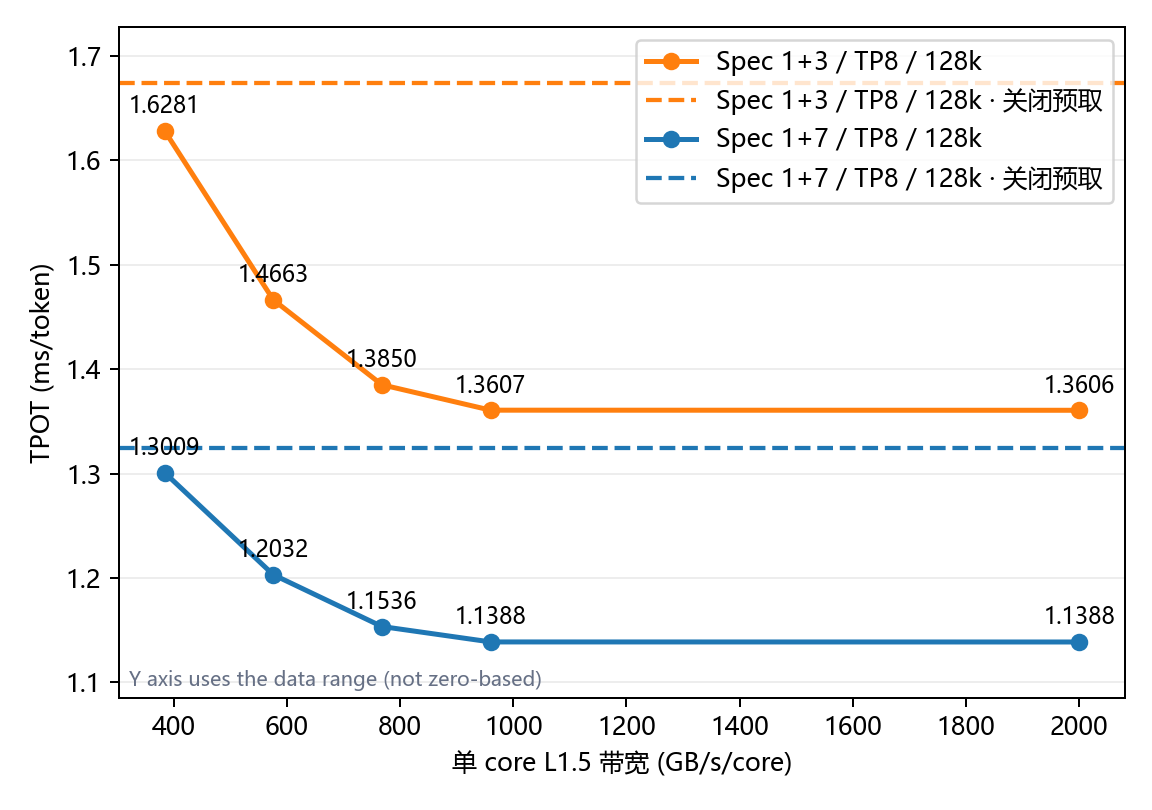 Spec 1+3 / TP8 / 128k
Spec 1+3 / TP8 / 128k · 关闭预取
Spec 1+7 / TP8 / 128k
Spec 1+7 / TP8 / 128k · 关闭预取
TPOT (ms/token)
1.7
1.6
1.5
1.4
1.3
1.2
1.1
1.6281
1.4663
1.3850
1.3607
1.3606
1.3009
1.2032
1.1536
1.1388
1.1388
Y axis uses the data range (not zero-based)
400 600 800 1000 1200 1400 1600 1800 2000
单 core L1.5 带宽 (GB/s/core)